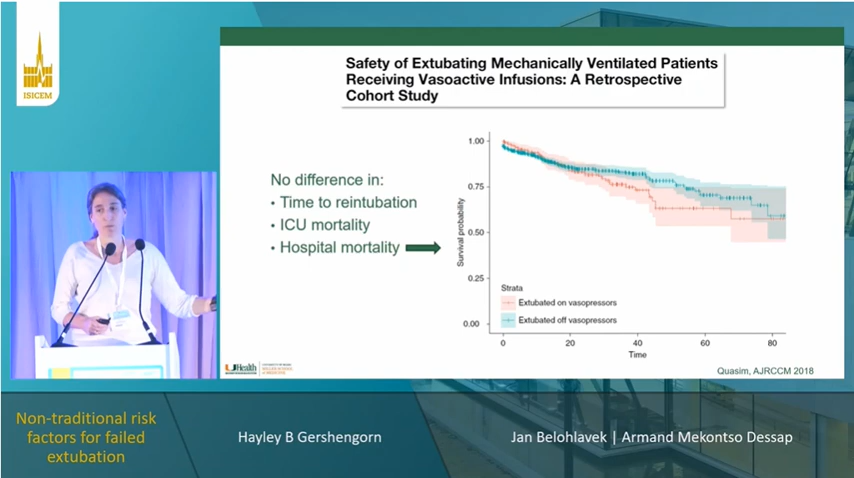 ISICEM
Safety of Extubating Mechanically Ventilated Patients
Receiving Vasoactive Infusions: A Retrospective
Cohort Study
No difference in:
• Time to reintubation
• ICU mortality
• Hospital mortality
Survival probability
1.00
0.75
0.50
0.25
0.00
Strata
Extubated on vasopressors
Extubated off vasopressors
0 20 40 60 80
Time
UHealth
Quasim, AJRCCM 2018
Non-traditional risk
factors for failed
extubation
Hayley B Gershengorn
Jan Belohlavek | Armand Mekontso Dessap